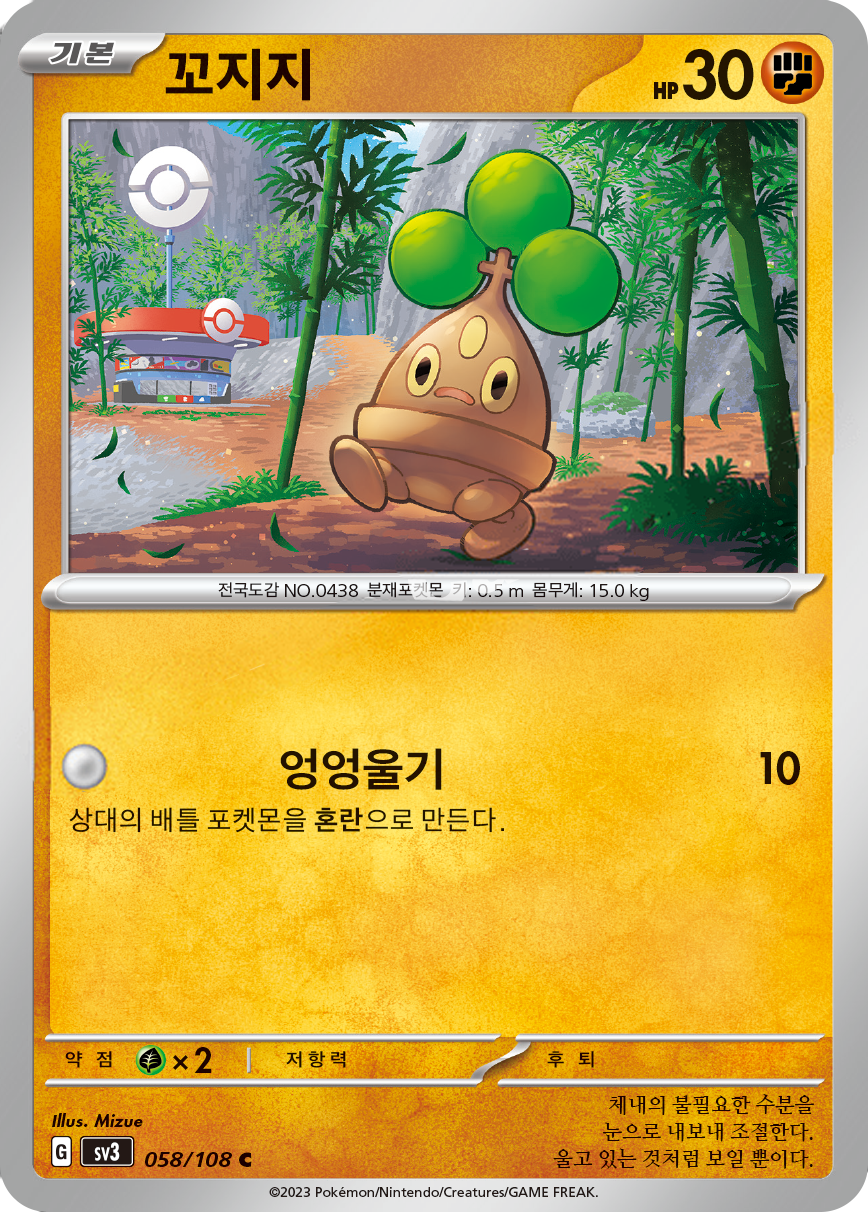 기본
꼬지지
HP 30
전국도감 NO.0438 분재포켓몬 키: 0.5 m 몸무게: 15.0 kg
엉엉울기 10
상대의 배틀 포켓몬을 혼란으로 만든다.
약점 ×2 저항력 후퇴
체내의 불필요한 수분을
눈으로 내보내 조절한다.
울고 있는 것처럼 보일 뿐이다.
Illus. Mizue
G SV3 058/108 C
©2023 Pokémon/Nintendo/Creatures/GAME FREAK.